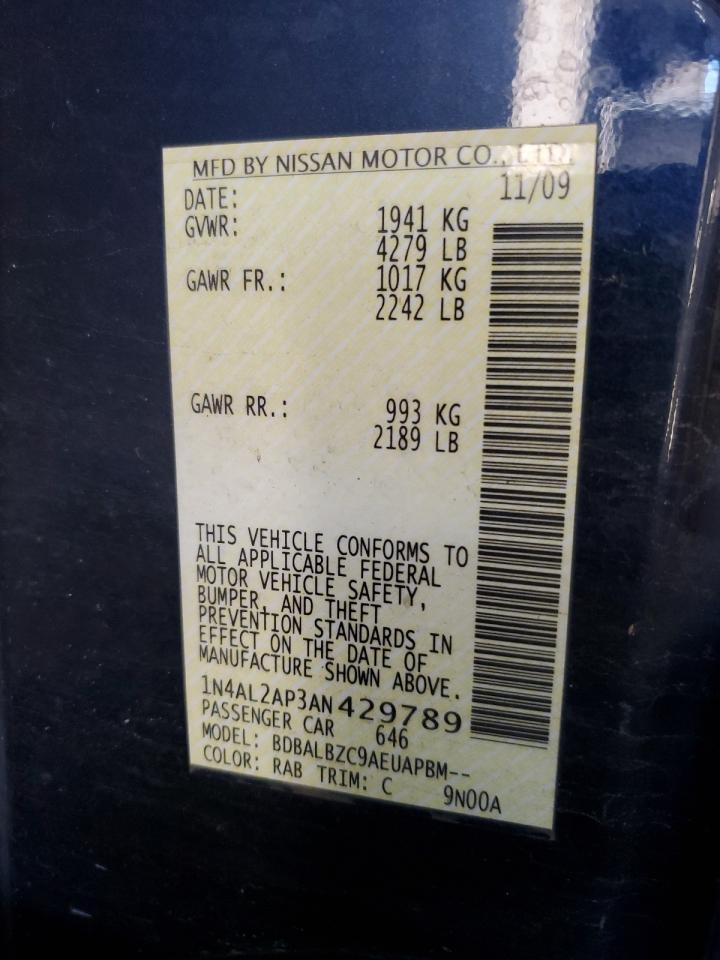 MFD BY NISSAN MOTOR CO., LTD.
DATE: 11/09
GVWR: 1941 KG
4279 LB
GAWR FR.: 1017 KG
2242 LB
GAWR RR.: 993 KG
2189 LB
THIS VEHICLE CONFORMS TO
ALL APPLICABLE FEDERAL
MOTOR VEHICLE SAFETY,
BUMPER, AND THEFT
PREVENTION STANDARDS IN
EFFECT ON THE DATE OF
MANUFACTURE SHOWN ABOVE.
1N4AL2AP3AN429789
PASSENGER CAR 646
MODEL: BDBALBZC9AEUAPBM--
COLOR: RAB TRIM: C 9N00A